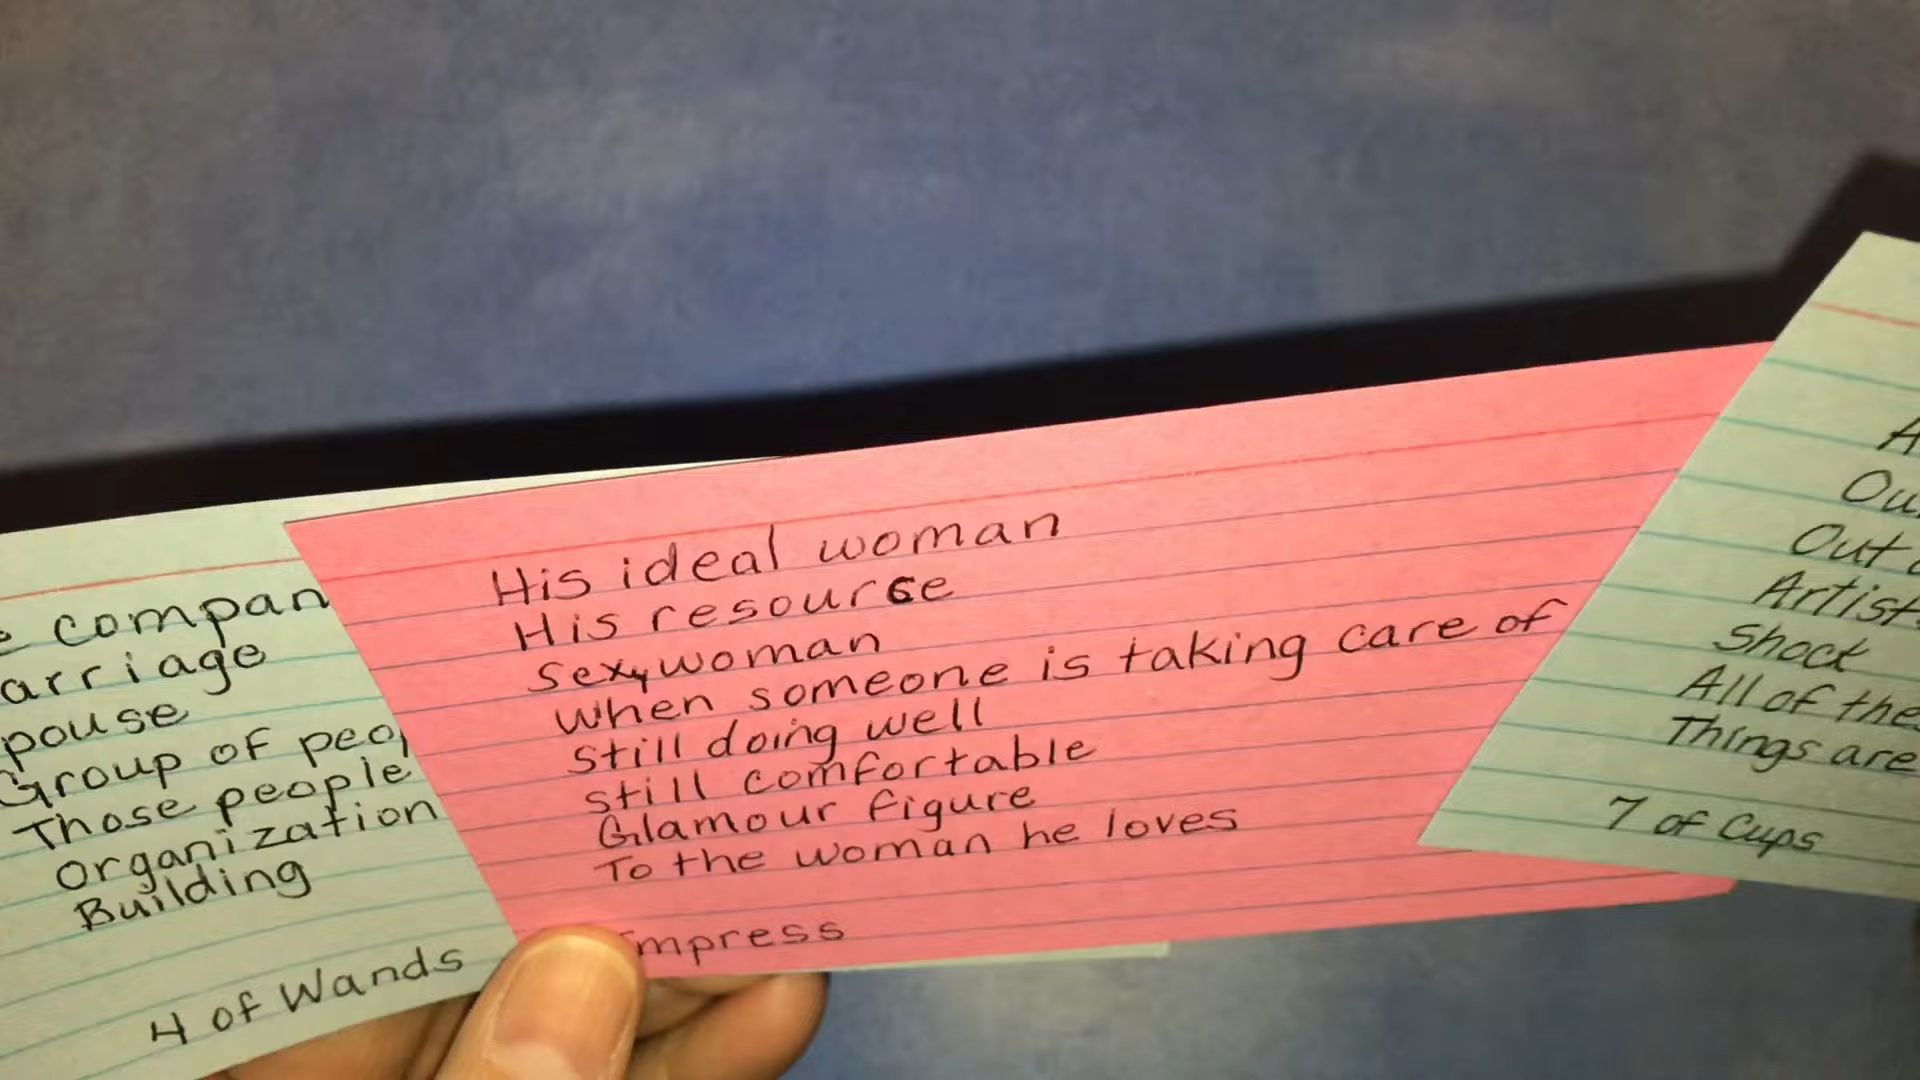 compan
arriage
pouse
Group of peop
Those people
Organization
Building
4 of Wands
His ideal woman
His resource
Sexy woman
When someone is taking care of
Still doing well
Still comfortable
Glamour figure
To the woman he loves
mpress
A
Ou
Out o
Artist
Shock
All of the
Things are
7 of Cups